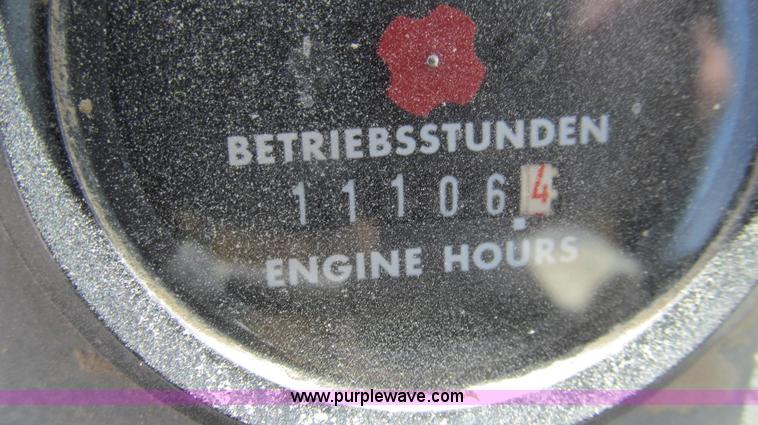 BETRIEBSSTUNDEN
11106.4
ENGINE HOURS
www.purplewave.com